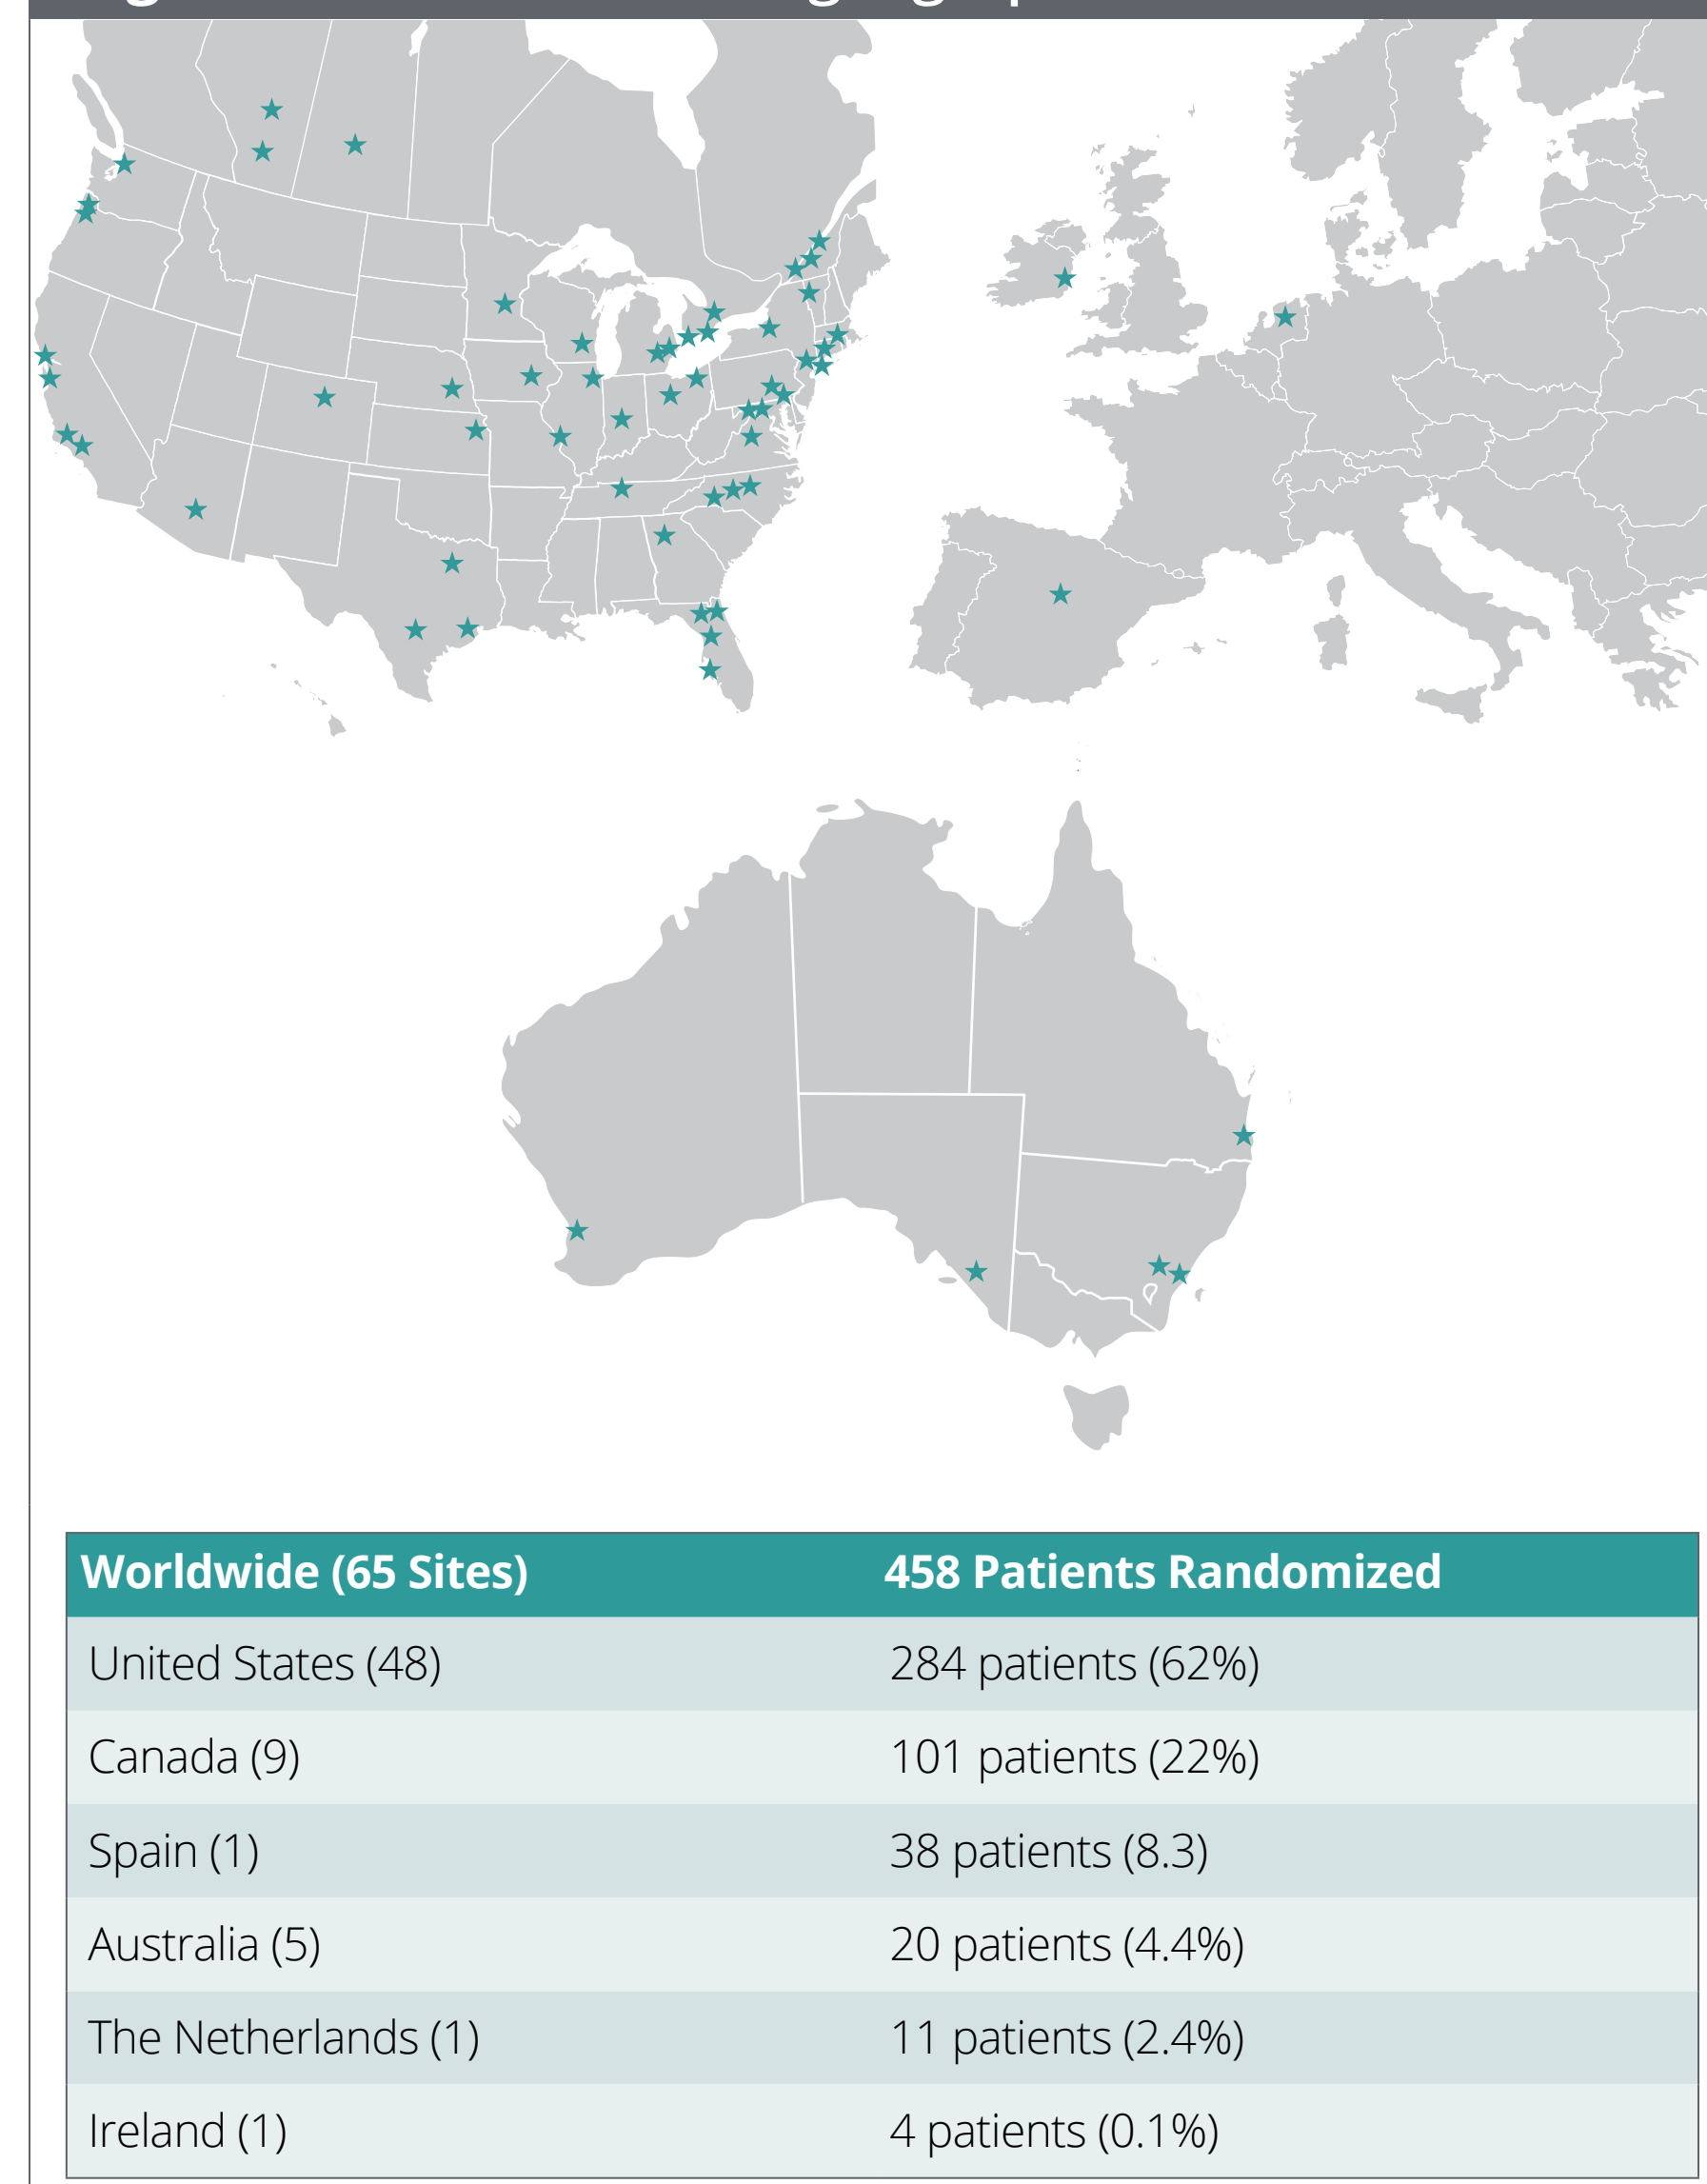 Worldwide (65 Sites) 458 Patients Randomized
United States (48) 284 patients (62%)
Canada (9) 101 patients (22%)
Spain (1) 38 patients (8.3)
Australia (5) 20 patients (4.4%)
The Netherlands (1) 11 patients (2.4%)
Ireland (1) 4 patients (0.1%)